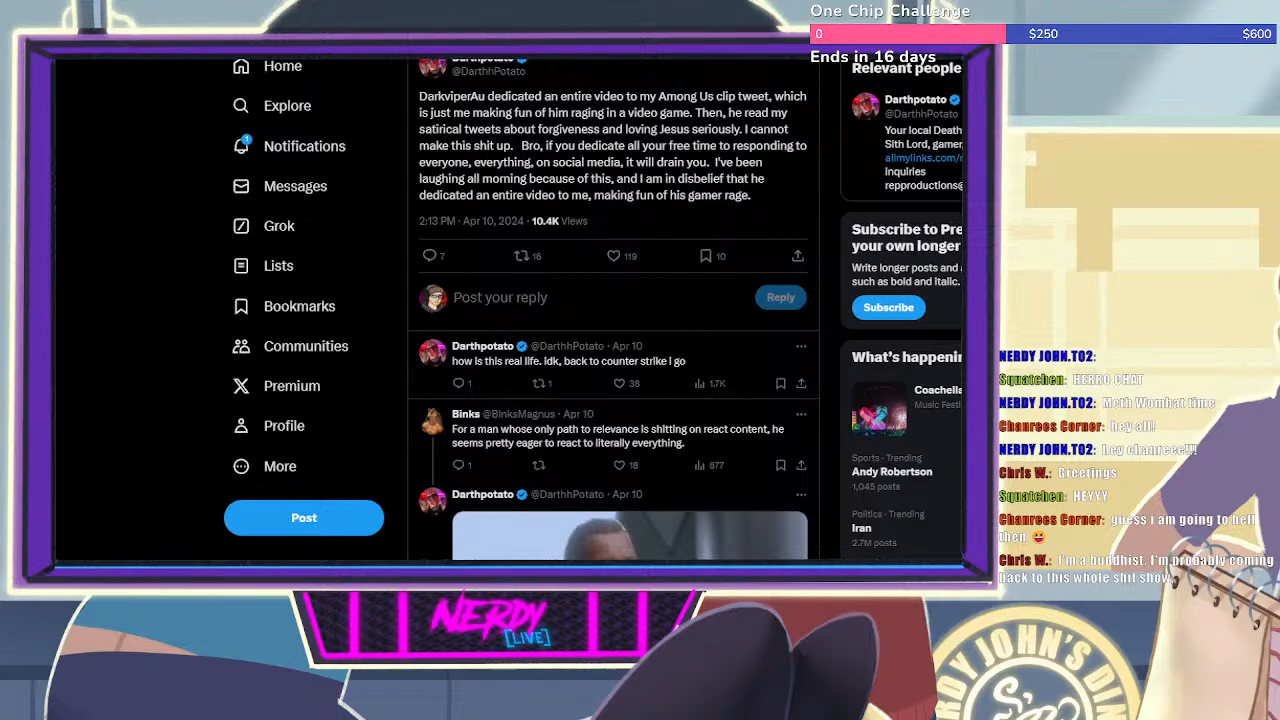 One Chip Challenge
0 $250 $600
Ends in 16 days
Home
Explore
1
Notifications
Messages
Grok
Lists
Bookmarks
Communities
Premium
Profile
More
Post
Darthpotato
@DarthhPotato
DarkviperAu dedicated an entire video to my Among Us clip tweet, which
is just me making fun of him raging in a video game. Then, he read my
satirical tweets about forgiveness and loving Jesus seriously. I cannot
make this shit up. Bro, if you dedicate all your free time to responding to
everyone, everything, on social media, it will drain you. I've been
laughing all morning because of this, and I am in disbelief that he
dedicated an entire video to me, making fun of his gamer rage.
2:13 PM · Apr 10, 2024 · 10.4K Views
7 16 119 10
Post your reply
Reply
Darthpotato @DarthhPotato · Apr 10
how is this real life. idk, back to counter strike i go
1 1 38 1.7K
Binks @BinksMagnus · Apr 10
For a man whose only path to relevance is shitting on react content, he
seems pretty eager to react to literally everything.
1 18 877
Darthpotato @DarthhPotato · Apr 10
Relevant people
Darthpotato
@DarthhPotato
Your local Death
Sith Lord, gamer,
allmylinks.com/r
Inquiries
repproductions@
Subscribe to Pre
your own longer
Write longer posts and
such as bold and italic.
Subscribe
What's happenin
Coachella
Music Festi
Sports · Trending
Andy Robertson
1,045 posts
Politics · Trending
Iran
2.7M posts
NERDY JOHN.TO2:
Squatchen: HERRO CHAT
NERDY JOHN.TO2: Meth Wombat time
Chanrees Corner: hey all!
NERDY JOHN.TO2: hey chanreee!!!
Chris W.: Greetings
Squatchen: HEYYY
Chanrees Corner: guess i am going to hell
then 😝
Chris W.: I'm a buddhist. I'm probably coming
back to this whole shit show.
NERDY
[LIVE]
RDY JOHN'S DIN